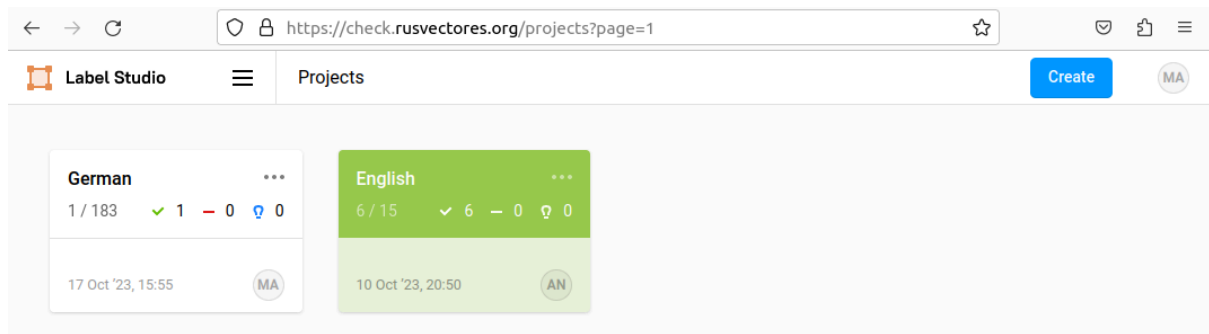 https://check.rusvectores.org/projects?page=1
Label Studio
Projects
Create
MA
German
1 / 183 1 0 0
17 Oct '23, 15:55
MA
English
6 / 15 6 0 0
10 Oct '23, 20:50
AN